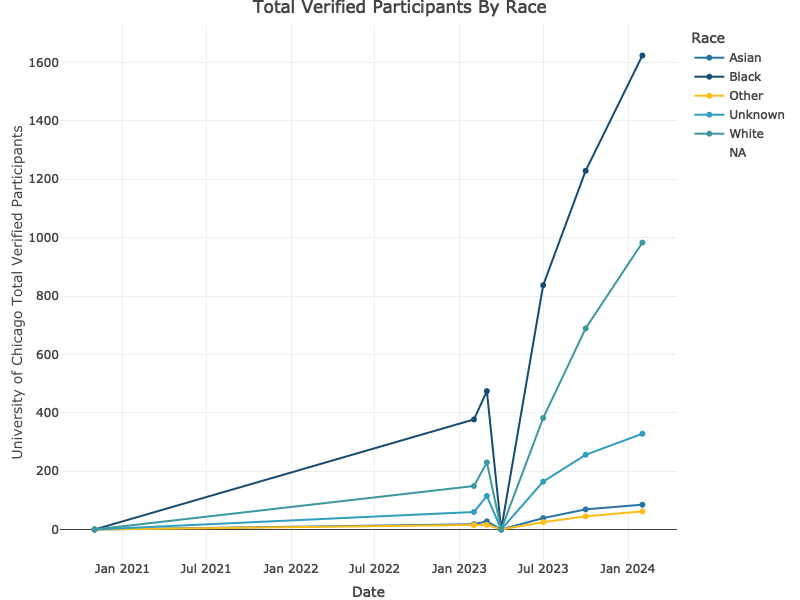 Total Verified Participants By Race
Race
Asian
Black
Other
Unknown
White
NA
University of Chicago Total Verified Participants
1600
1400
1200
1000
800
600
400
200
0
Jan 2021
Jul 2021
Jan 2022
Jul 2022
Jan 2023
Jul 2023
Jan 2024
Date